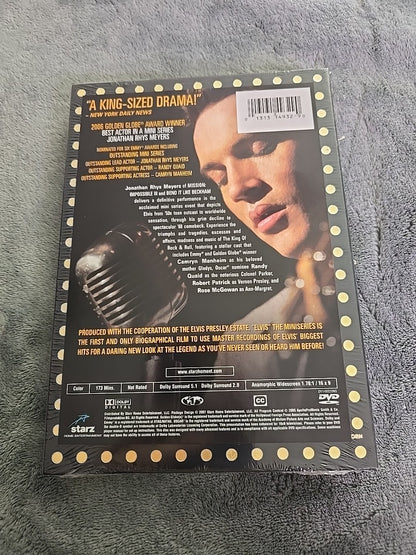 "A KING-SIZED DRAMA!"
– NEW YORK DAILY NEWS
2006 GOLDEN GLOBE® AWARD WINNER
BEST ACTOR IN A MINI SERIES
JONATHAN RHYS MEYERS
NOMINATED FOR SIX EMMY® AWARDS INCLUDING
OUTSTANDING MINI SERIES
OUTSTANDING LEAD ACTOR – JONATHAN RHYS MEYERS
OUTSTANDING SUPPORTING ACTOR – RANDY QUAID
OUTSTANDING SUPPORTING ACTRESS – CAMRYN MANHEIM
Jonathan Rhys Meyers of MISSION:
IMPOSSIBLE III and BEND IT LIKE BECKHAM
delivers a definitive performance in the
acclaimed mini series event that depicts
Elvis from '50s teen outcast to worldwide
sensation, through his grim decline to
spectacular '68 comeback. Experience the
triumphs and tragedies, excesses and
affairs, madness and music of The King Of
Rock & Roll, featuring a stellar cast that
includes Emmy® and Golden Globe® winner
Camryn Manheim as his beloved
mother Gladys, Oscar® nominee Randy
Quaid as the notorious Colonel Parker,
Robert Patrick as Vernon Presley, and
Rose McGowan as Ann-Margret.
PRODUCED WITH THE COOPERATION OF THE ELVIS PRESLEY ESTATE, "ELVIS" THE MINISERIES IS
THE FIRST AND ONLY BIOGRAPHICAL FILM TO USE MASTER RECORDINGS OF ELVIS' BIGGEST
HITS FOR A DARING NEW LOOK AT THE LEGEND AS YOU'VE NEVER SEEN OR HEARD HIM BEFORE!
www.starzhomeent.com
Color 173 Mins. Not Rated Dolby Surround 5.1 Dolby Surround 2.0 Anamorphic Widescreen 1.78:1 / 16 x 9
DOLBY
DIGITAL
CC
DVD
VIDEO
starz
HOME ENTERTAINMENT